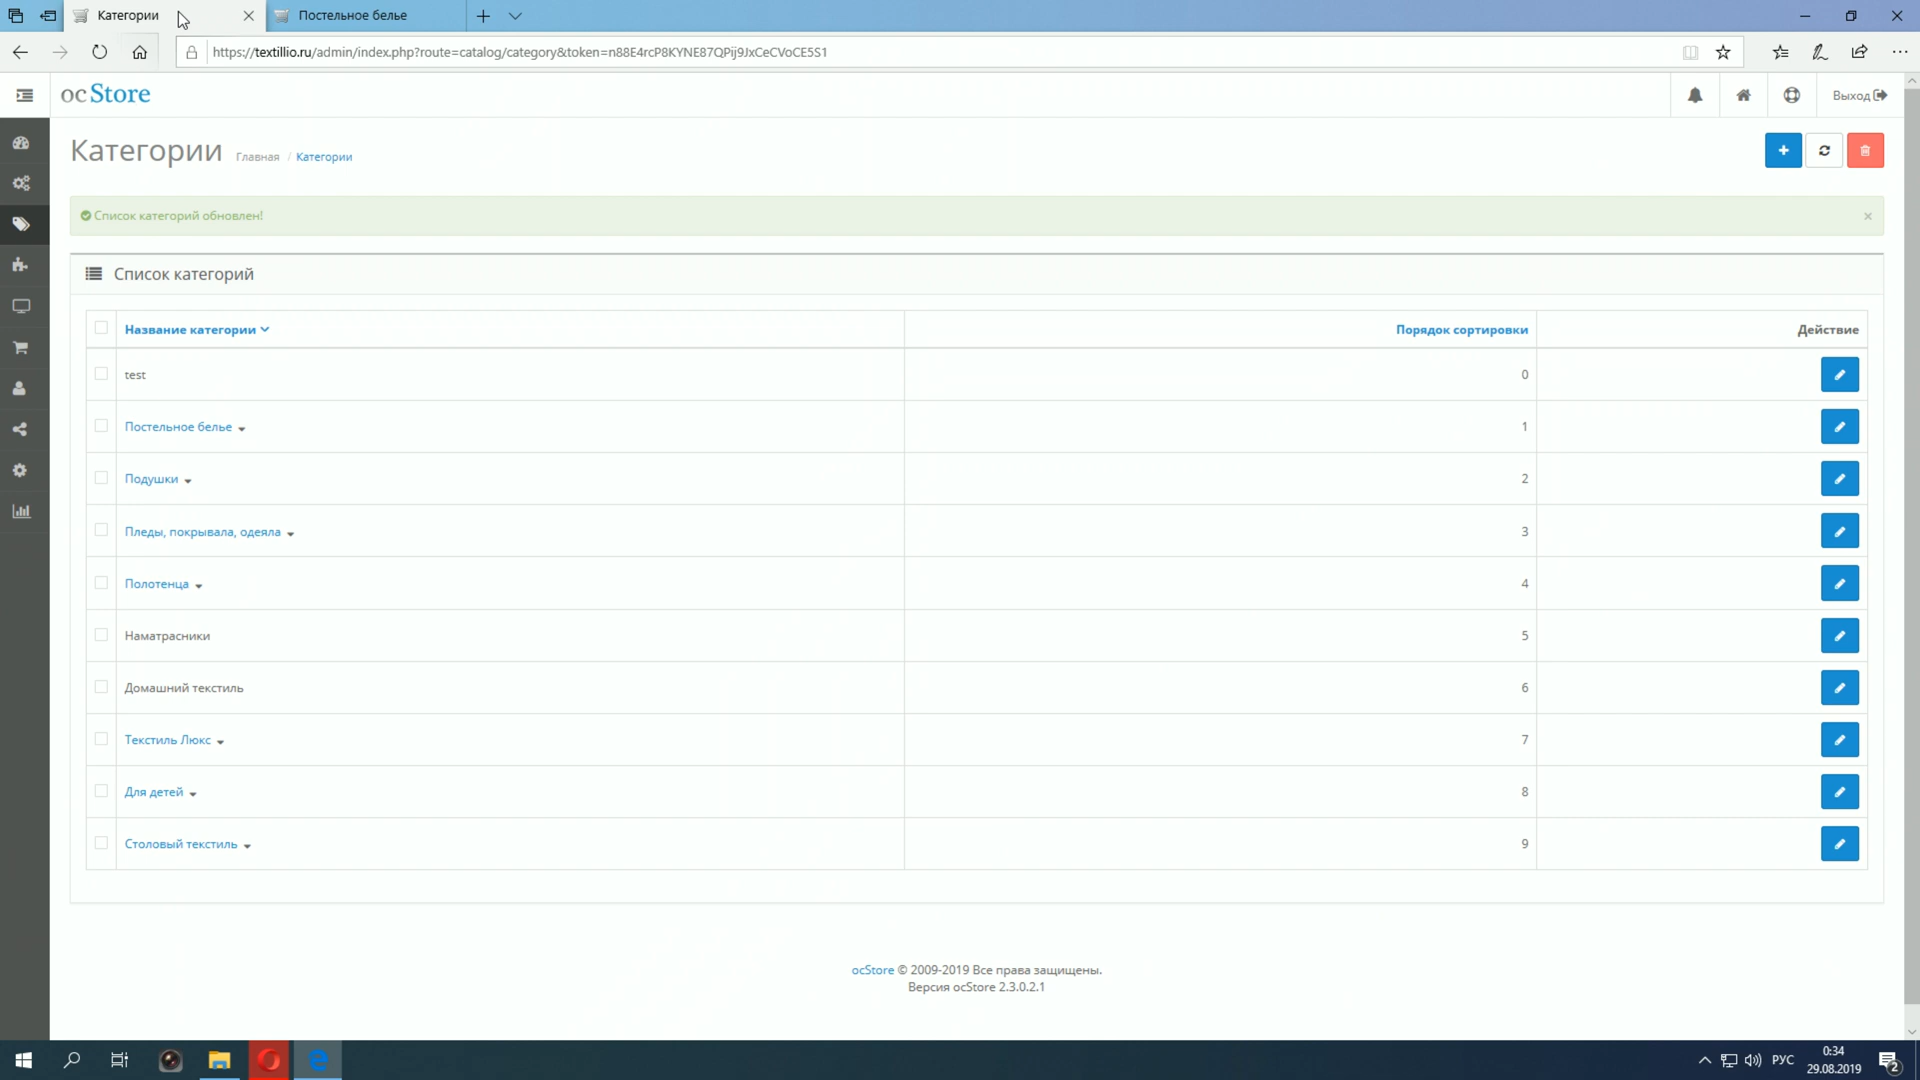 Категории
Постельное белье
https://textillio.ru/admin/index.php?route=catalog/category&token=n88E4rcP8KYNE87QPij9JxCeCVoCE5S1
ocStore
Выход
Категории
Главная / Категории
Список категорий обновлен!
Список категорий
Название категории
Порядок сортировки
Действие
test
0
Постельное белье
1
Подушки
2
Пледы, покрывала, одеяла
3
Полотенца
4
Наматрасники
5
Домашний текстиль
6
Текстиль Люкс
7
Для детей
8
Столовый текстиль
9
ocStore © 2009-2019 Все права защищены.
Версия ocStore 2.3.0.2.1
РУС
0:34
29.08.2019
2